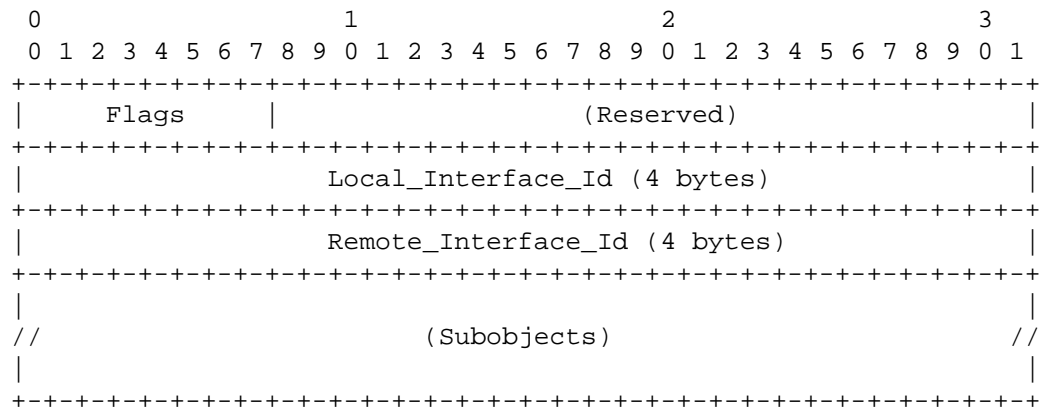 0                   1                   2                   3
 0 1 2 3 4 5 6 7 8 9 0 1 2 3 4 5 6 7 8 9 0 1 2 3 4 5 6 7 8 9 0 1
+-+-+-+-+-+-+-+-+-+-+-+-+-+-+-+-+-+-+-+-+-+-+-+-+-+-+-+-+-+-+-+-+
|     Flags     |                   (Reserved)                  |
+-+-+-+-+-+-+-+-+-+-+-+-+-+-+-+-+-+-+-+-+-+-+-+-+-+-+-+-+-+-+-+-+
|                   Local_Interface_Id (4 bytes)                |
+-+-+-+-+-+-+-+-+-+-+-+-+-+-+-+-+-+-+-+-+-+-+-+-+-+-+-+-+-+-+-+-+
|                   Remote_Interface_Id (4 bytes)               |
+-+-+-+-+-+-+-+-+-+-+-+-+-+-+-+-+-+-+-+-+-+-+-+-+-+-+-+-+-+-+-+-+
|                                                               |
//                        (Subobjects)                         //
|                                                               |
+-+-+-+-+-+-+-+-+-+-+-+-+-+-+-+-+-+-+-+-+-+-+-+-+-+-+-+-+-+-+-+-+